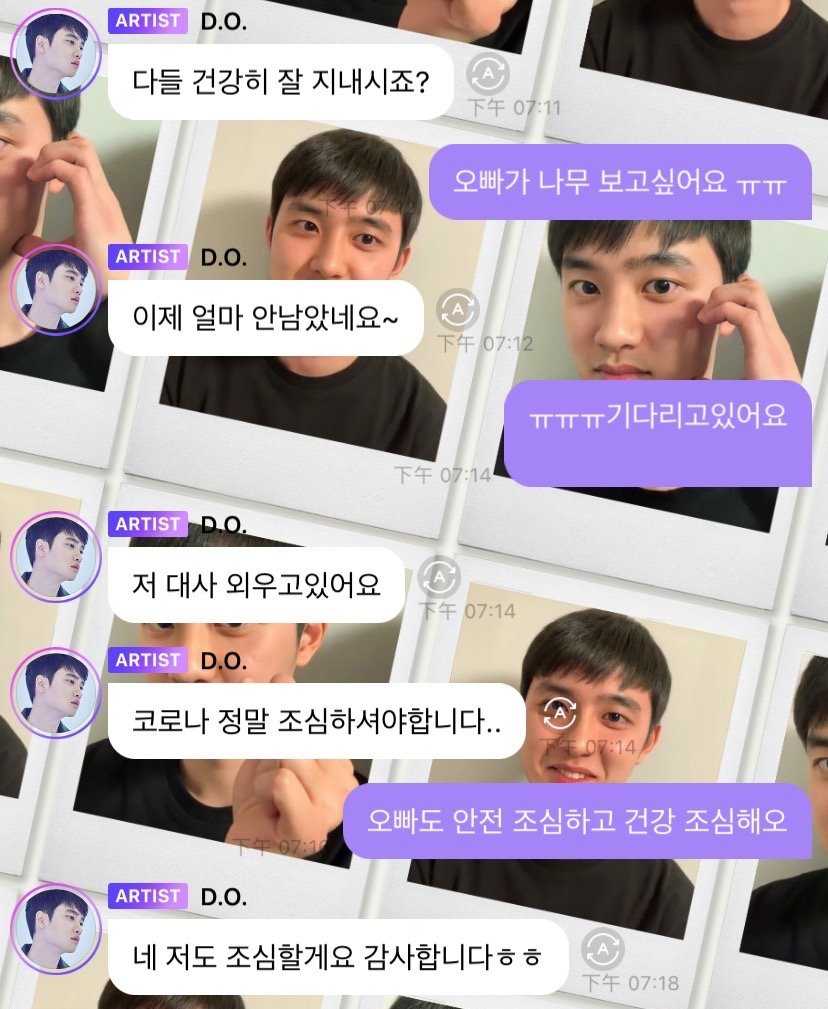 ARTIST D.O.
다들 건강히 잘 지내시죠?
下午 07:11
오빠가 나무 보고싶어요 ㅠㅠ
ARTIST D.O.
이제 얼마 안남았네요~
下午 07:12
ㅠㅠㅠ기다리고있어요
下午 07:14
ARTIST D.O.
저 대사 외우고있어요
下午 07:14
ARTIST D.O.
코로나 정말 조심하셔야합니다..
下午 07:14
오빠도 안전 조심하고 건강 조심해오
ARTIST D.O.
네 저도 조심할게요 감사합니다ㅎㅎ
下午 07:18